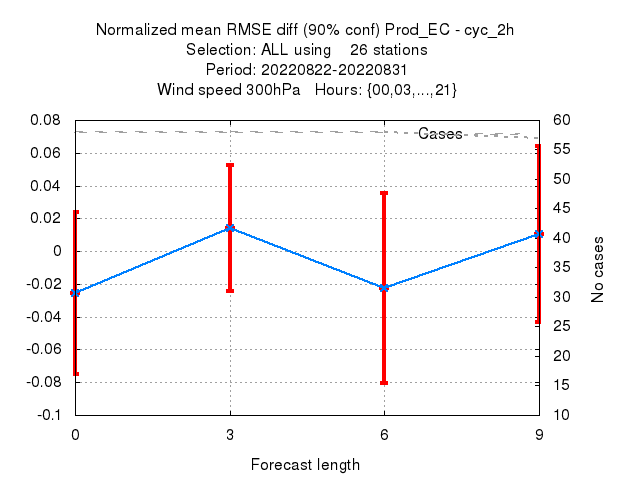 Normalized mean RMSE diff (90% conf) Prod_EC - cyc_2h
Selection: ALL using 26 stations
Period: 20220822-20220831
Wind speed 300hPa Hours: {00,03,...,21}
0.08
0.06
0.04
0.02
0
-0.02
-0.04
-0.06
-0.08
-0.1
Cases
60
55
50
45
40
35
30
25
20
15
10
No cases
0 3 6 9
Forecast length